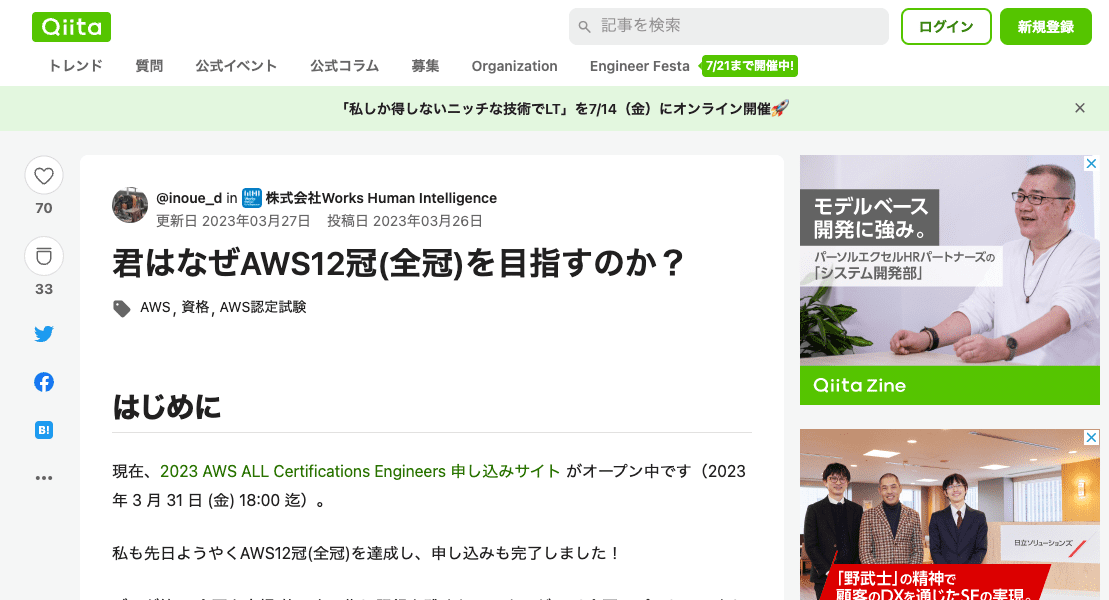 Qiita
記事を検索
ログイン
新規登録
トレンド
質問
公式イベント
公式コラム
募集
Organization
Engineer Festa
7/21まで開催中!
「私しか得しないニッチな技術でLT」を7/14（金）にオンライン開催🚀
70
33
B!
@inoue_d in 株式会社Works Human Intelligence
更新日 2023年03月27日 投稿日 2023年03月26日
君はなぜAWS12冠(全冠)を目指すのか？
AWS, 資格, AWS認定試験
はじめに
現在、2023 AWS ALL Certifications Engineers 申し込みサイト がオープン中です（2023
年 3 月 31 日 (金) 18:00 迄）。
私も先日ようやくAWS12冠(全冠)を達成し、申し込みも完了しました！
モデルベース
開発に強み。
パーソルエクセルHRパートナーズの
「システム開発部」
Qiita Zine
日立ソリューションズ
「野武士」の精神で
顧客のDXを通じたSEの実現。